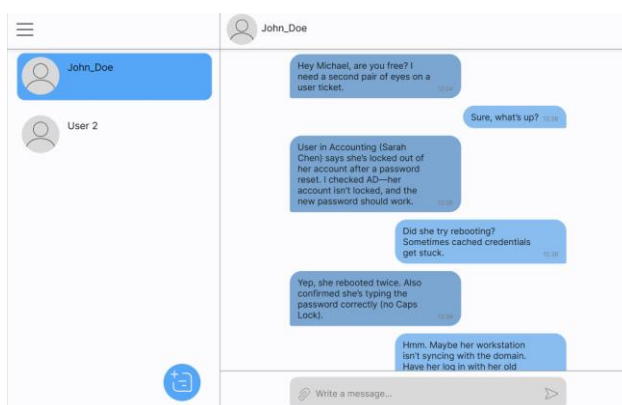 John_Doe
John_Doe
User 2
Hey Michael, are you free? I
need a second pair of eyes on a
user ticket.
Sure, what's up?
User in Accounting (Sarah
Chen) says she's locked out of
her account after a password
reset. I checked AD—her
account isn't locked, and the
new password should work.
Did she try rebooting?
Sometimes cached credentials
get stuck.
Yep, she rebooted twice. Also
confirmed she's typing the
password correctly (no Caps
Lock).
Hmm. Maybe her workstation
isn't syncing with the domain.
Have her log in with her old
Write a message...